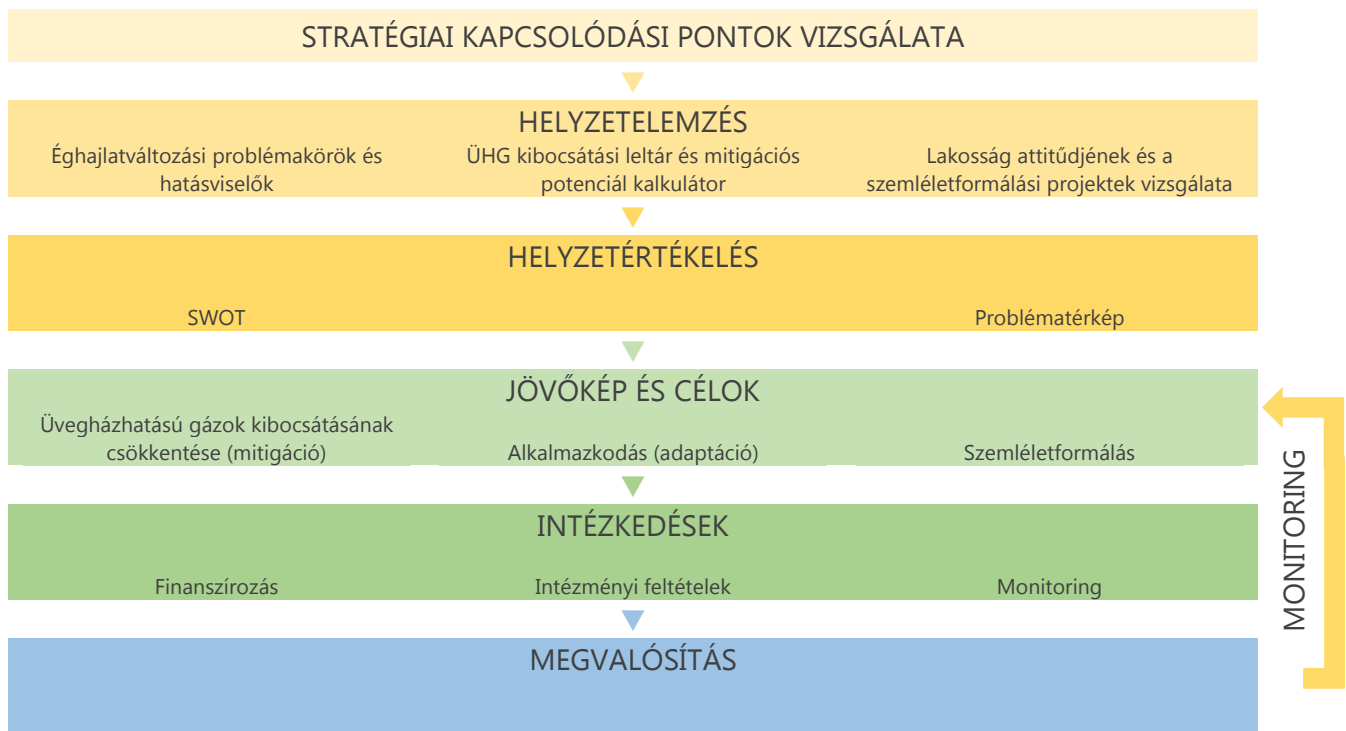 STRATÉGIAI KAPCSOLÓDÁSI PONTOK VIZSGÁLATA
HELYZETELEMZÉS
Éghajlatváltozási problémakörök és
hatásviselők
ÜHG kibocsátási leltár és mitigációs
potenciál kalkulátor
Lakosság attitűdjének és a
szemléletformálási projektek vizsgálata
HELYZETÉRTÉKELÉS
SWOT
Problématérkép
JÖVŐKÉP ÉS CÉLOK
Üvegházhatású gázok kibocsátásának
csökkentése (mitigáció)
Alkalmazkodás (adaptáció)
Szemléletformálás
INTÉZKEDÉSEK
Finanszírozás
Intézményi feltételek
Monitoring
MEGVALÓSÍTÁS
MONITORING